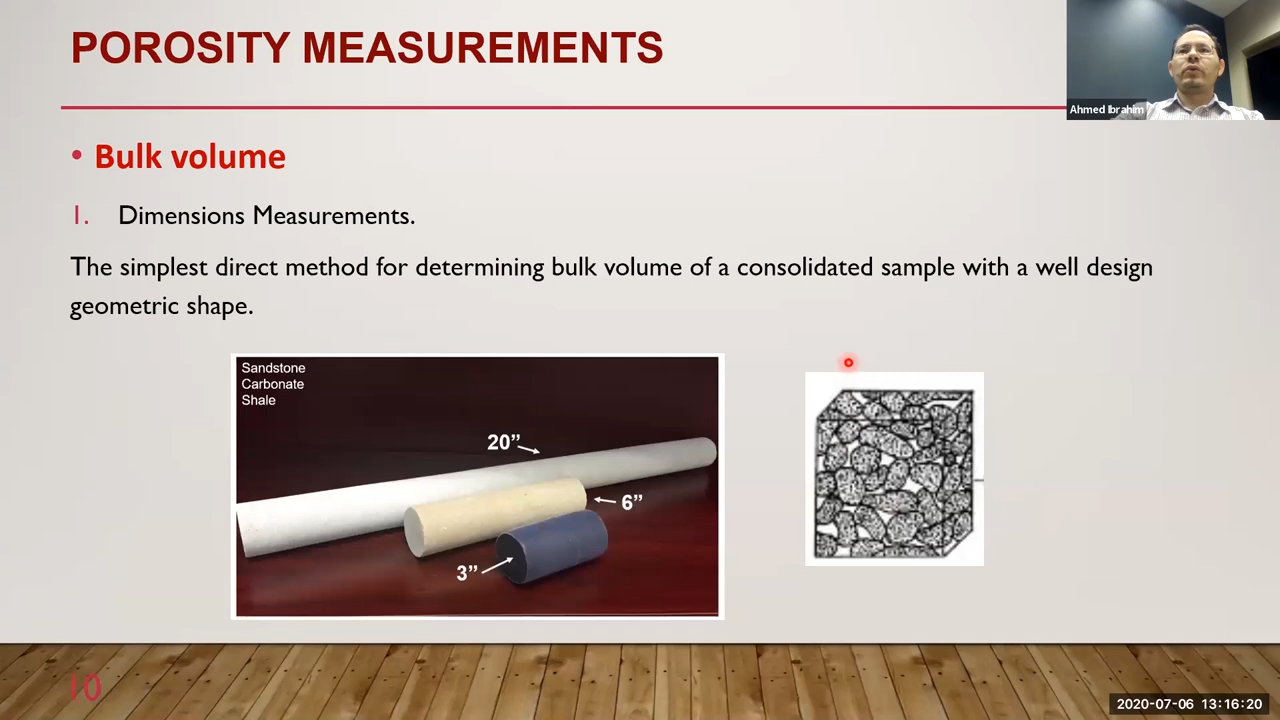 POROSITY MEASUREMENTS
Ahmed Ibrahim
• Bulk volume
1. Dimensions Measurements.
The simplest direct method for determining bulk volume of a consolidated sample with a well design
geometric shape.
Sandstone
Carbonate
Shale
20”
6”
3”
10
2020-07-06 13:16:20